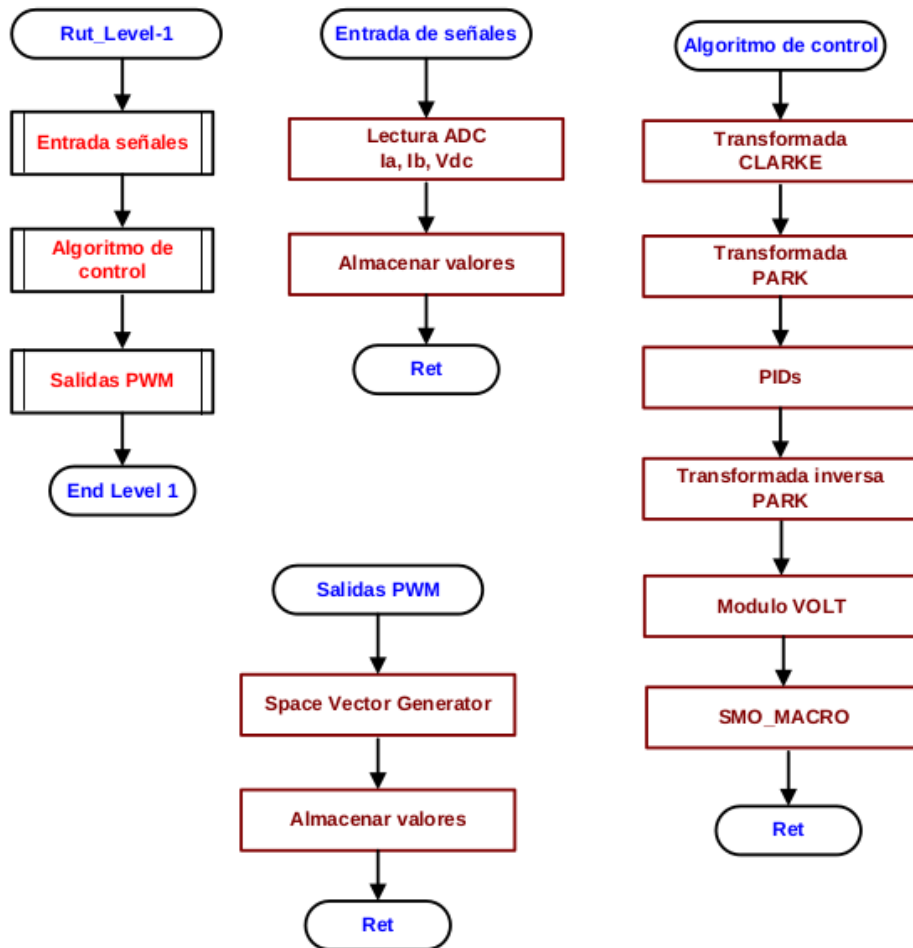 Rut_Level-1
Entrada señales
Algoritmo de
control
Salidas PWM
End Level 1
Entrada de señales
Lectura ADC
Ia, Ib, Vdc
Almacenar valores
Ret
Algoritmo de control
Transformada
CLARKE
Transformada
PARK
PIDs
Transformada inversa
PARK
Modulo VOLT
SMO_MACRO
Ret
Salidas PWM
Space Vector Generator
Almacenar valores
Ret